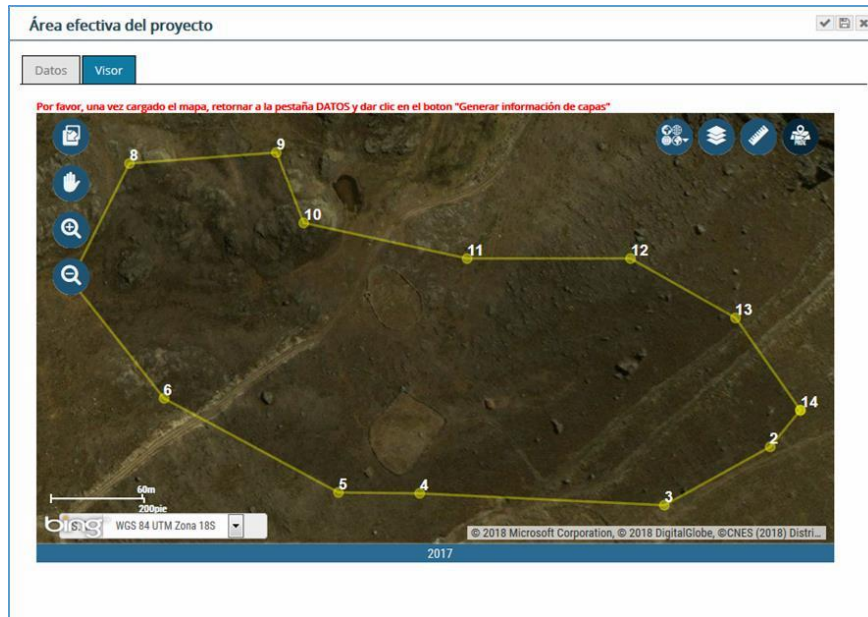 Área efectiva del proyecto
Datos Visor
Por favor, una vez cargado el mapa, retornar a la pestaña DATOS y dar clic en el boton "Generar información de capas"
8
9
10
11
12
13
6
14
2
5
4
3
60m
200pie
bing
S. WGS 84 UTM Zona 18S
© 2018 Microsoft Corporation, © 2018 DigitalGlobe, ©CNES (2018) Distri...
2017